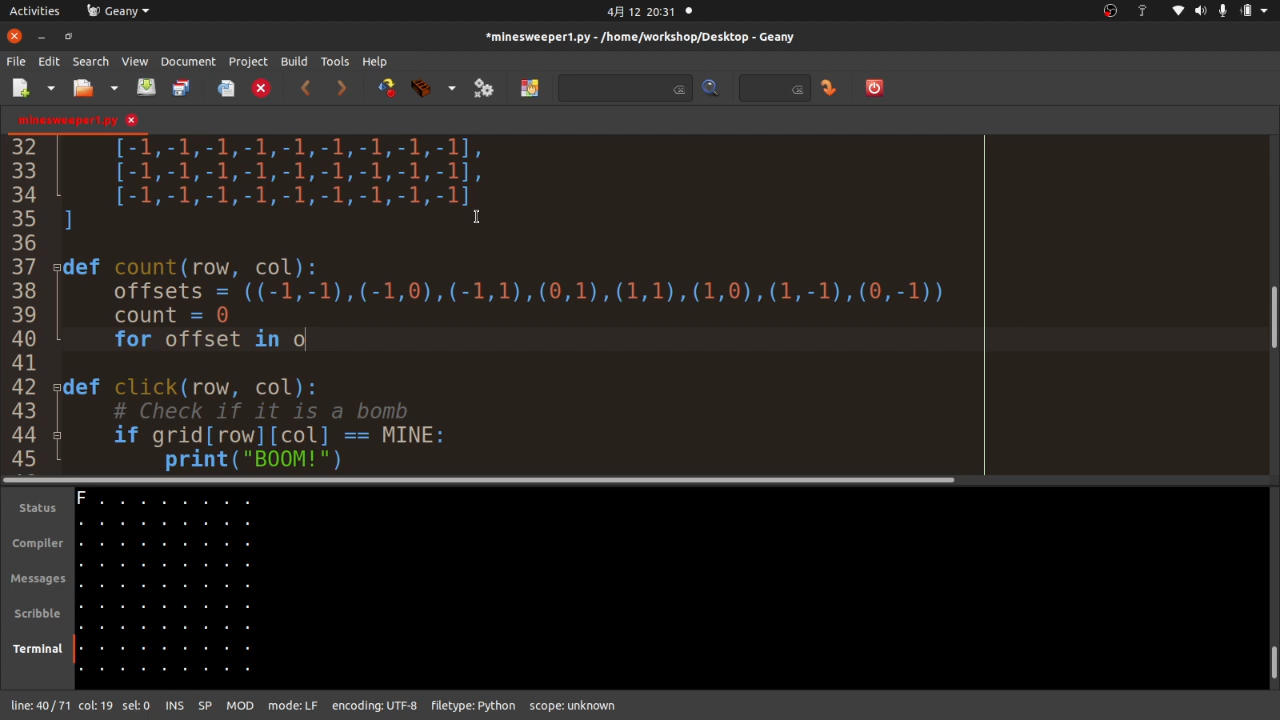 Activities Geany 4月 12 20:31
*minesweeper1.py - /home/workshop/Desktop - Geany
File Edit Search View Document Project Build Tools Help
minesweeper1.py
32 [-1,-1,-1,-1,-1,-1,-1,-1,-1],
33 [-1,-1,-1,-1,-1,-1,-1,-1,-1],
34 [-1,-1,-1,-1,-1,-1,-1,-1,-1]
35 ]
36
37 def count(row, col):
38 offsets = ((-1,-1),(-1,0),(-1,1),(0,1),(1,1),(1,0),(1,-1),(0,-1))
39 count = 0
40 for offset in o
41
42 def click(row, col):
43 # Check if it is a bomb
44 if grid[row][col] == MINE:
45 print("BOOM!")
Status
Compiler
Messages
Scribble
Terminal
F . . . . . . . .
. . . . . . . . .
. . . . . . . . .
. . . . . . . . .
. . . . . . . . .
. . . . . . . . .
. . . . . . . . .
. . . . . . . . .
. . . . . . . . .
line: 40 / 71 col: 19 sel: 0 INS SP MOD mode: LF encoding: UTF-8 filetype: Python scope: unknown